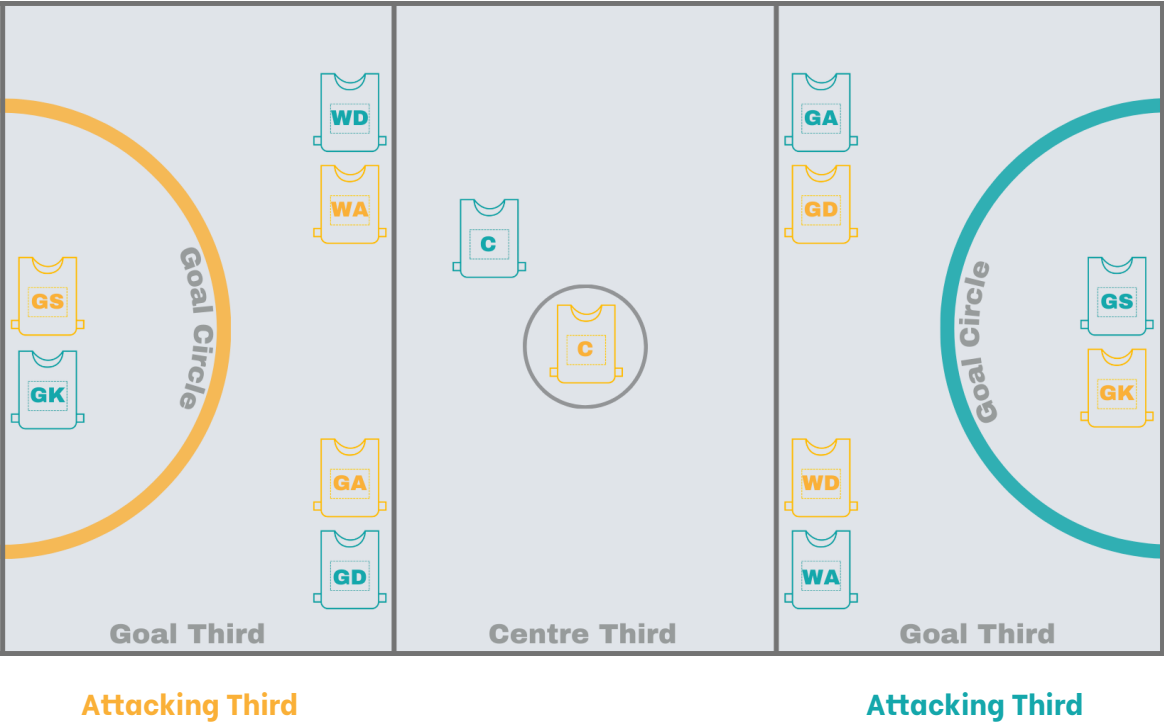 WD
WA
GS
GK
Goal Circle
GA
GD
Goal Third
C
C
Centre Third
GA
GD
Goal Circle
GS
GK
WD
WA
Goal Third
Attacking Third
Attacking Third